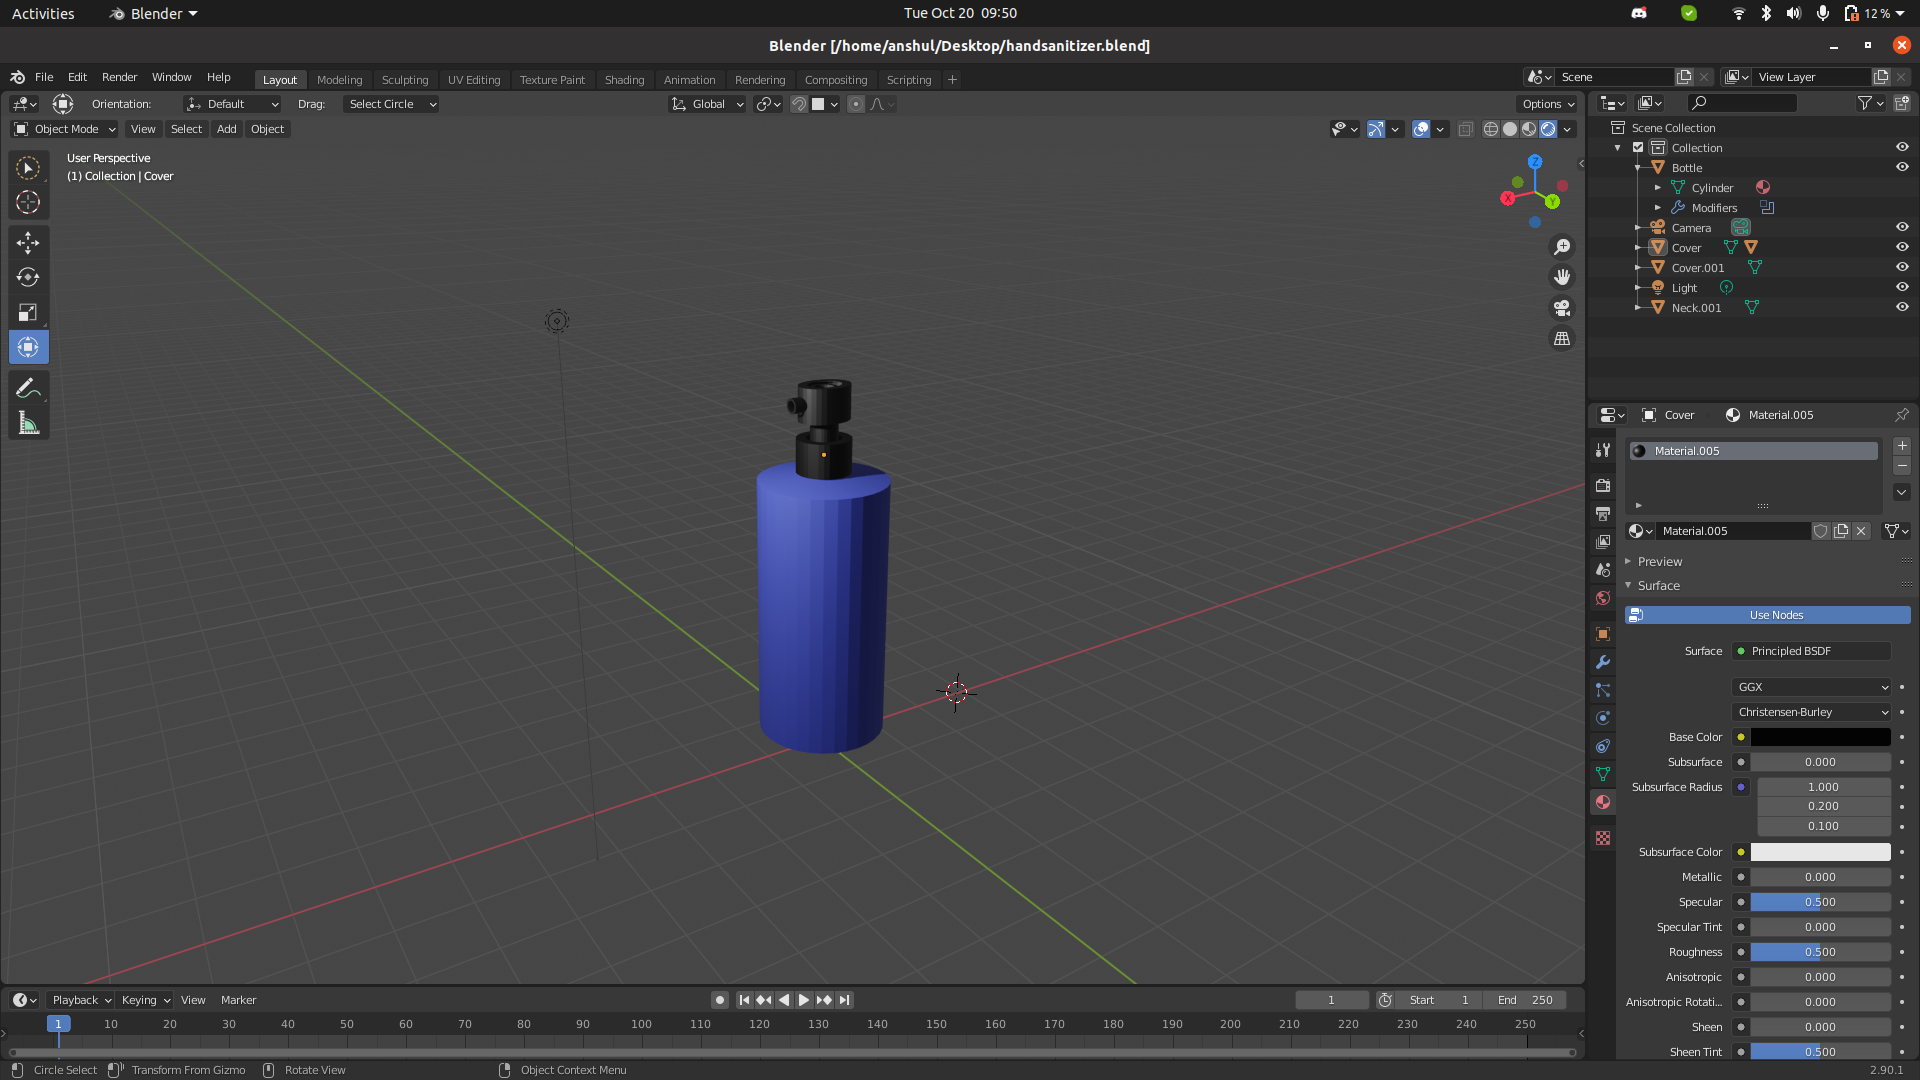 Activities Blender Tue Oct 20 09:50 12 %
Blender [/home/anshul/Desktop/handsanitizer.blend]
File Edit Render Window Help Layout Modeling Sculpting UV Editing Texture Paint Shading Animation Rendering Compositing Scripting + Scene View Layer
Orientation: Default Drag: Select Circle Global Options
Object Mode View Select Add Object
User Perspective
(1) Collection | Cover
Z
X
Y
Scene Collection
Collection
Bottle
Cylinder
Modifiers
Camera
Cover
Cover.001
Light
Neck.001
Cover Material.005
Material.005
Material.005
Preview
Surface
Use Nodes
Surface Principled BSDF
GGX
Christensen-Burley
Base Color
Subsurface 0.000
Subsurface Radius 1.000
0.200
0.100
Subsurface Color
Metallic 0.000
Specular 0.500
Specular Tint 0.000
Roughness 0.500
Anisotropic 0.000
Anisotropic Rotati... 0.000
Sheen 0.000
Sheen Tint 0.500
Playback Keying View Marker 1 Start 1 End 250
1 10 20 30 40 50 60 70 80 90 100 110 120 130 140 150 160 170 180 190 200 210 220 230 240 250
Circle Select Transform From Gizmo Rotate View Object Context Menu 2.90.1